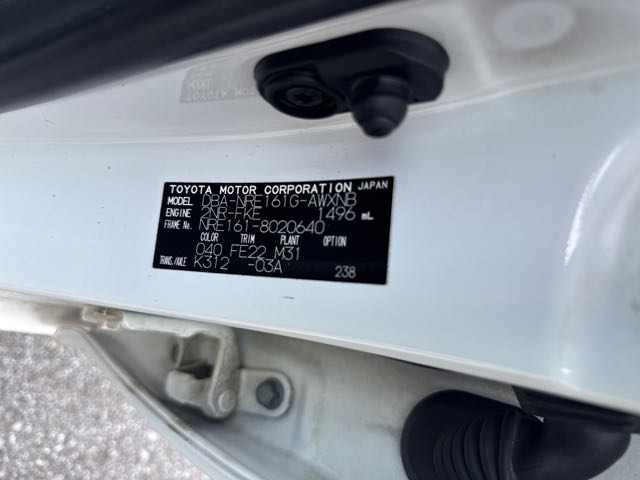 TOYOTA MOTOR CORPORATION JAPAN
MODEL DBA-NRE161G-AWXNB
ENGINE 2NR-FKE 1496 mL
FRAME No. NRE161-8020640
COLOR TRIM PLANT OPTION
040 FE22 M31
TRANS./AXLE K312 -03A 238